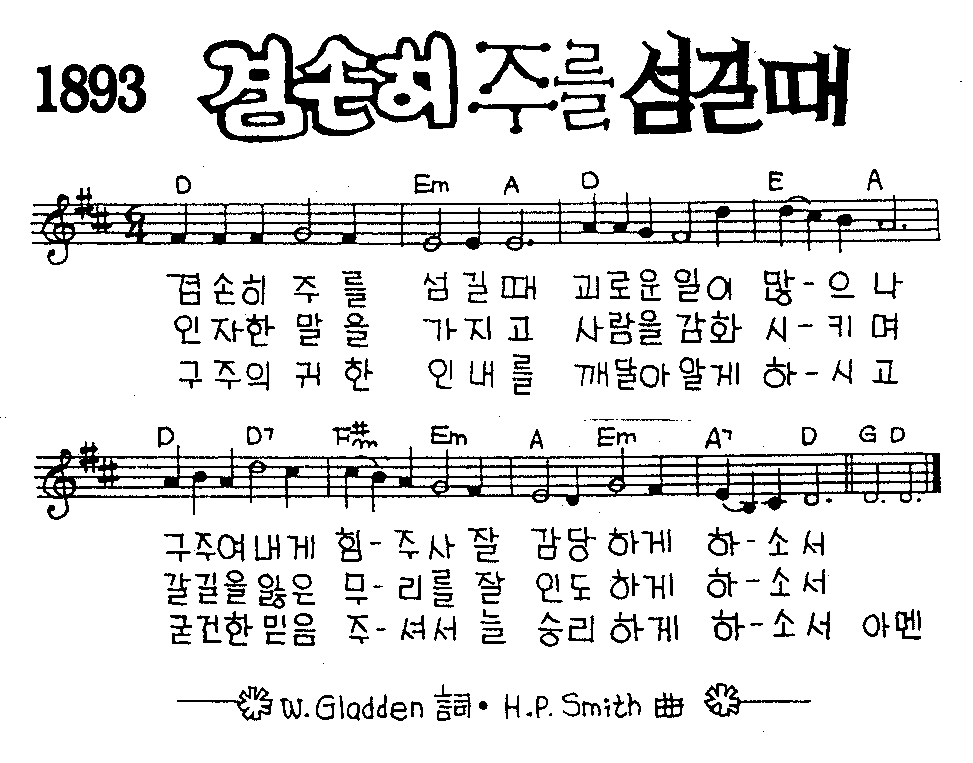 1893 겸손히 주를 섬길때
D Em A D E A
6/4
겸손히 주를 섬길때 괴로운일이 많-으나
인자한 말을 가지고 사람을감화 시-키며
구주의 귀한 인내를 깨달아알게 하-시고
D D7 F#m Em A Em A7 D G D
구주여내게 힘-주사 잘 감당하게 하-소서
갈길을잃은 무-리를 잘 인도하게 하-소서
굳건한믿음 주-셔서 늘 승리하게 하-소서 아멘
W. Gladden 詞 • H.P. Smith 曲